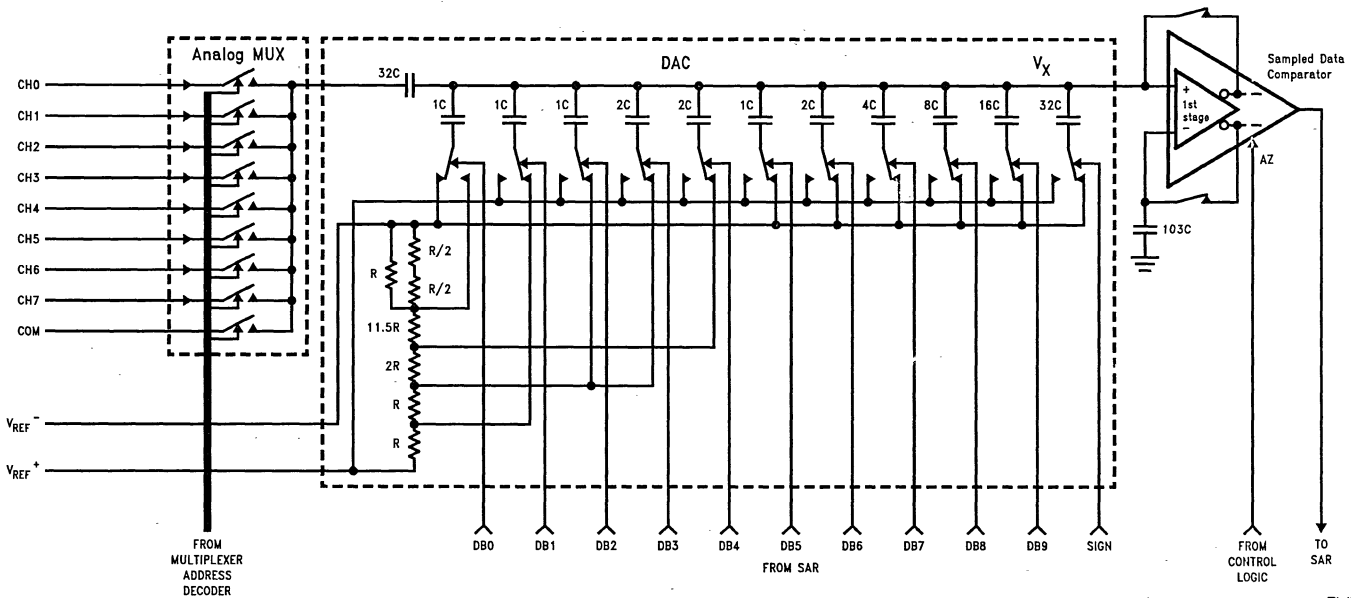 Analog MUX
DAC
V_X
Sampled Data
Comparator
CH0
CH1
CH2
CH3
CH4
CH5
CH6
CH7
COM
V_REF -
V_REF +
32C
1C
1C
1C
2C
2C
1C
2C
4C
8C
16C
32C
+
1st
stage
-
AZ
103C
R/2
R
R/2
11.5R
2R
R
R
FROM
MULTIPLEXER
ADDRESS
DECODER
DB0
DB1
DB2
DB3
DB4
DB5
DB6
DB7
DB8
DB9
SIGN
FROM SAR
FROM
CONTROL
LOGIC
TO
SAR